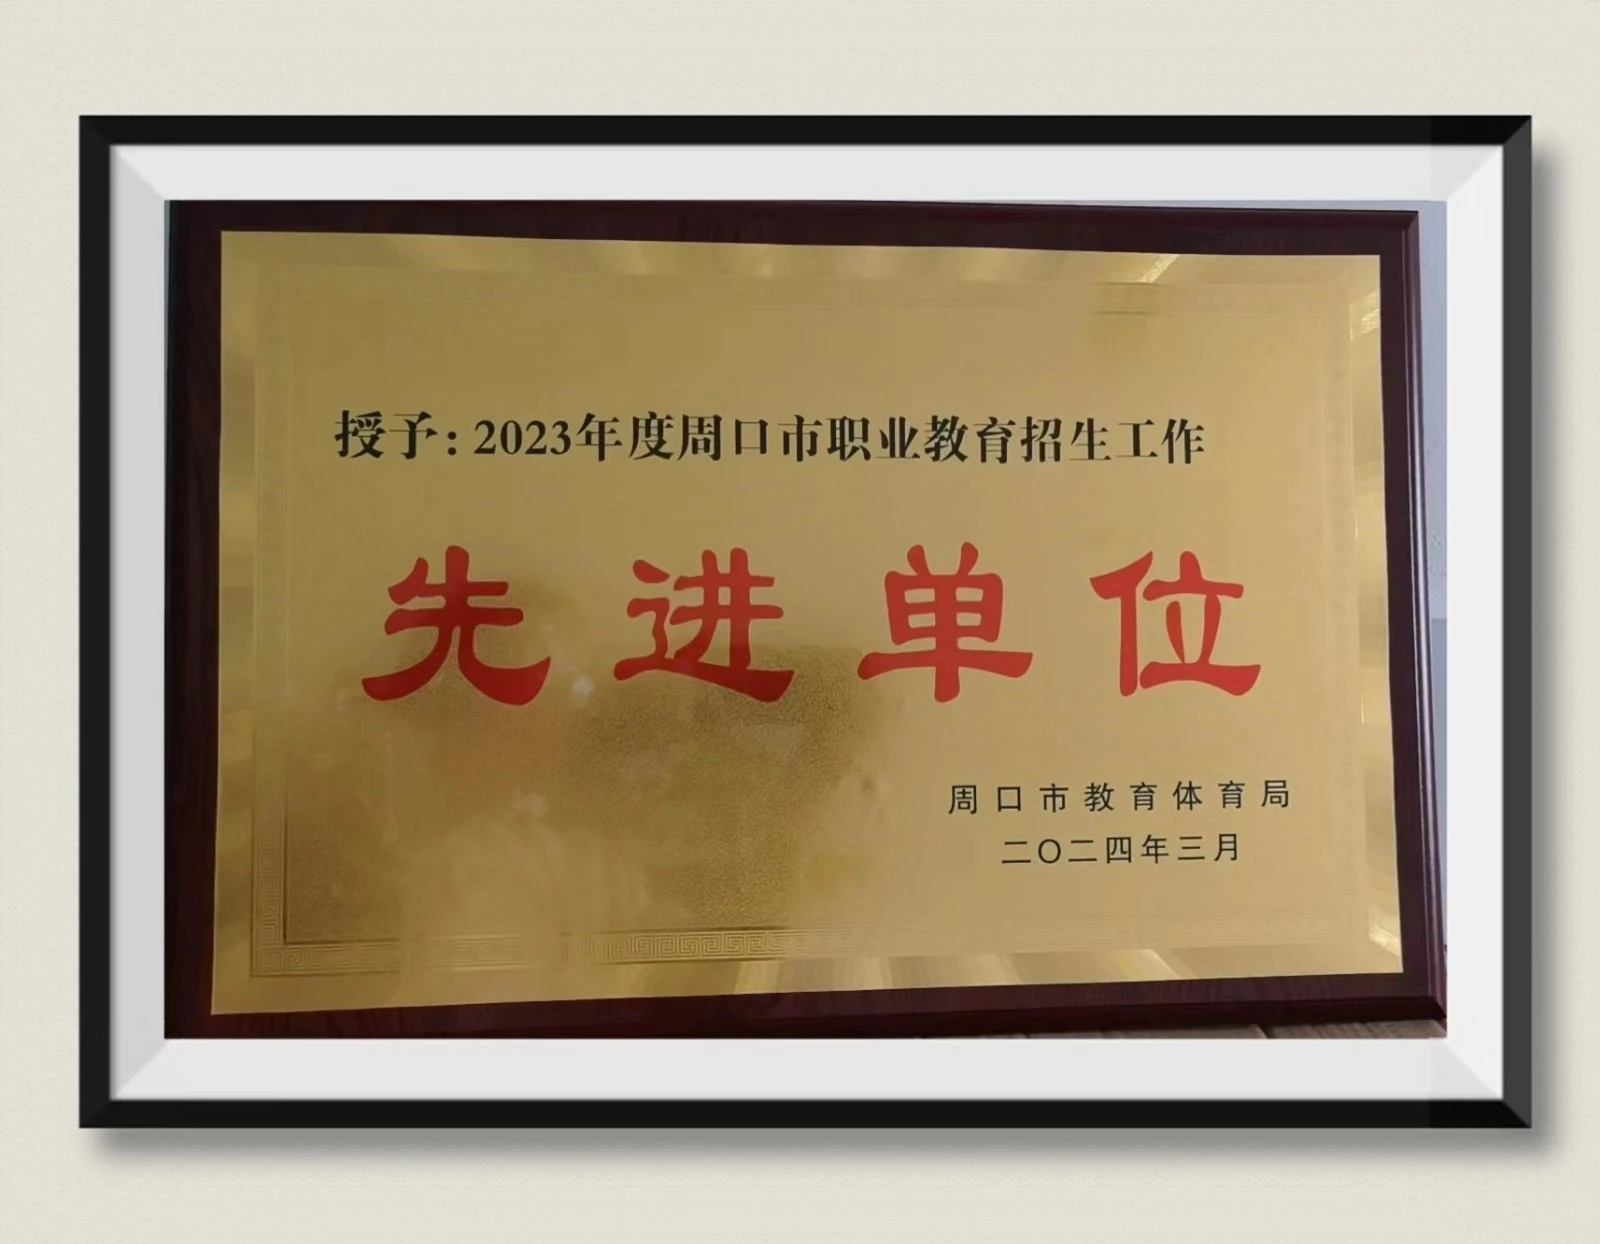 授予：2023年度周口市职业教育招生工作
先进单位
周口市教育体育局
二〇二四年三月